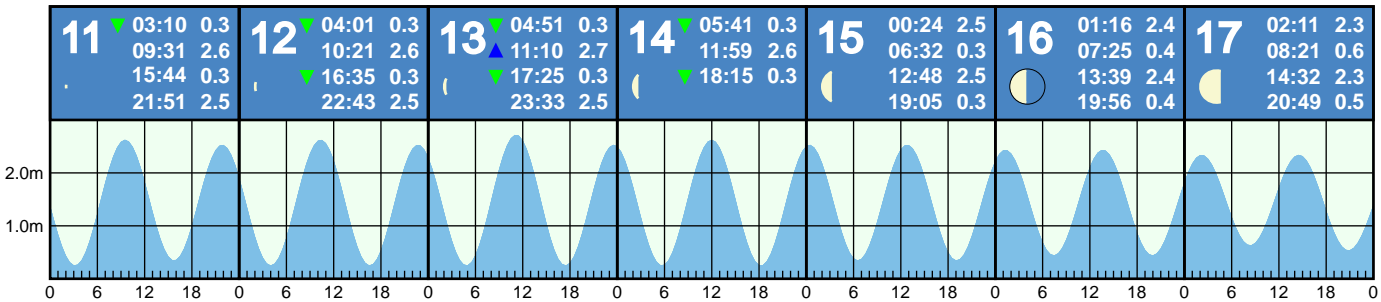 11 ▼ 03:10 0.3
09:31 2.6
15:44 0.3
21:51 2.5
12 ▼ 04:01 0.3
10:21 2.6
▼ 16:35 0.3
22:43 2.5
13 ▼ 04:51 0.3
▲ 11:10 2.7
▼ 17:25 0.3
23:33 2.5
14 ▼ 05:41 0.3
11:59 2.6
▼ 18:15 0.3
15 00:24 2.5
06:32 0.3
12:48 2.5
19:05 0.3
16 01:16 2.4
07:25 0.4
13:39 2.4
19:56 0.4
17 02:11 2.3
08:21 0.6
14:32 2.3
20:49 0.5
2.0m
1.0m
0 6 12 18 0 6 12 18 0 6 12 18 0 6 12 18 0 6 12 18 0 6 12 18 0 6 12 18 0